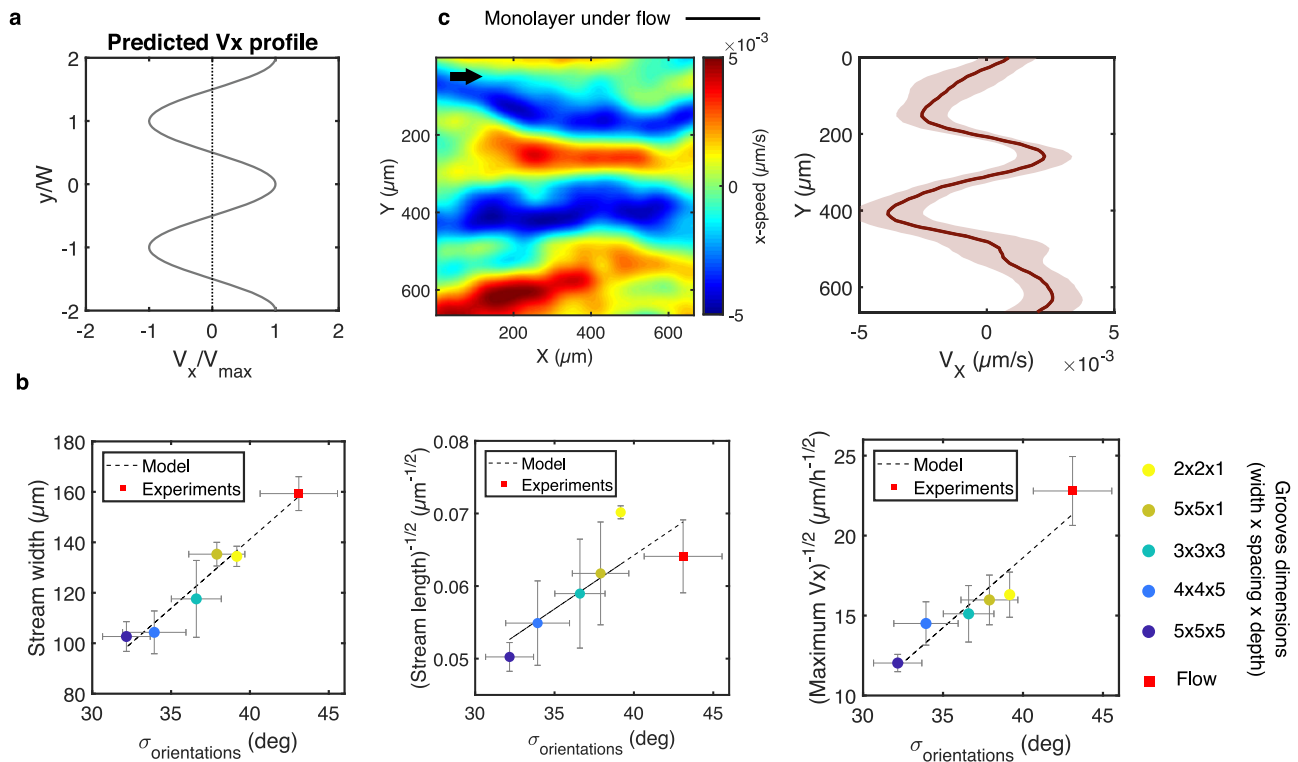 a
Predicted Vx profile
2
1
0
-1
-2
y/W
-2 -1 0 1 2
Vx/Vmax
c
Monolayer under flow
200
400
600
Y (µm)
200 400 600
X (µm)
×10⁻³
5
0
-5
x-speed (µm/s)
0
200
400
600
Y (µm)
-5 0 5
×10⁻³
V_X (µm/s)
b
180
160
140
120
100
80
Stream width (µm)
Model
Experiments
30 35 40 45
σorientations (deg)
0.08
0.07
0.06
0.05
(Stream length)⁻¹/² (µm⁻¹/²)
Model
Experiments
30 35 40 45
σorientations (deg)
25
20
15
10
(Maximum Vx)⁻¹/² (µm/h⁻¹/²)
Model
Experiments
30 35 40 45
σorientations (deg)
2x2x1
5x5x1
3x3x3
4x4x5
5x5x5
Flow
Grooves dimensions
(width x spacing x depth)